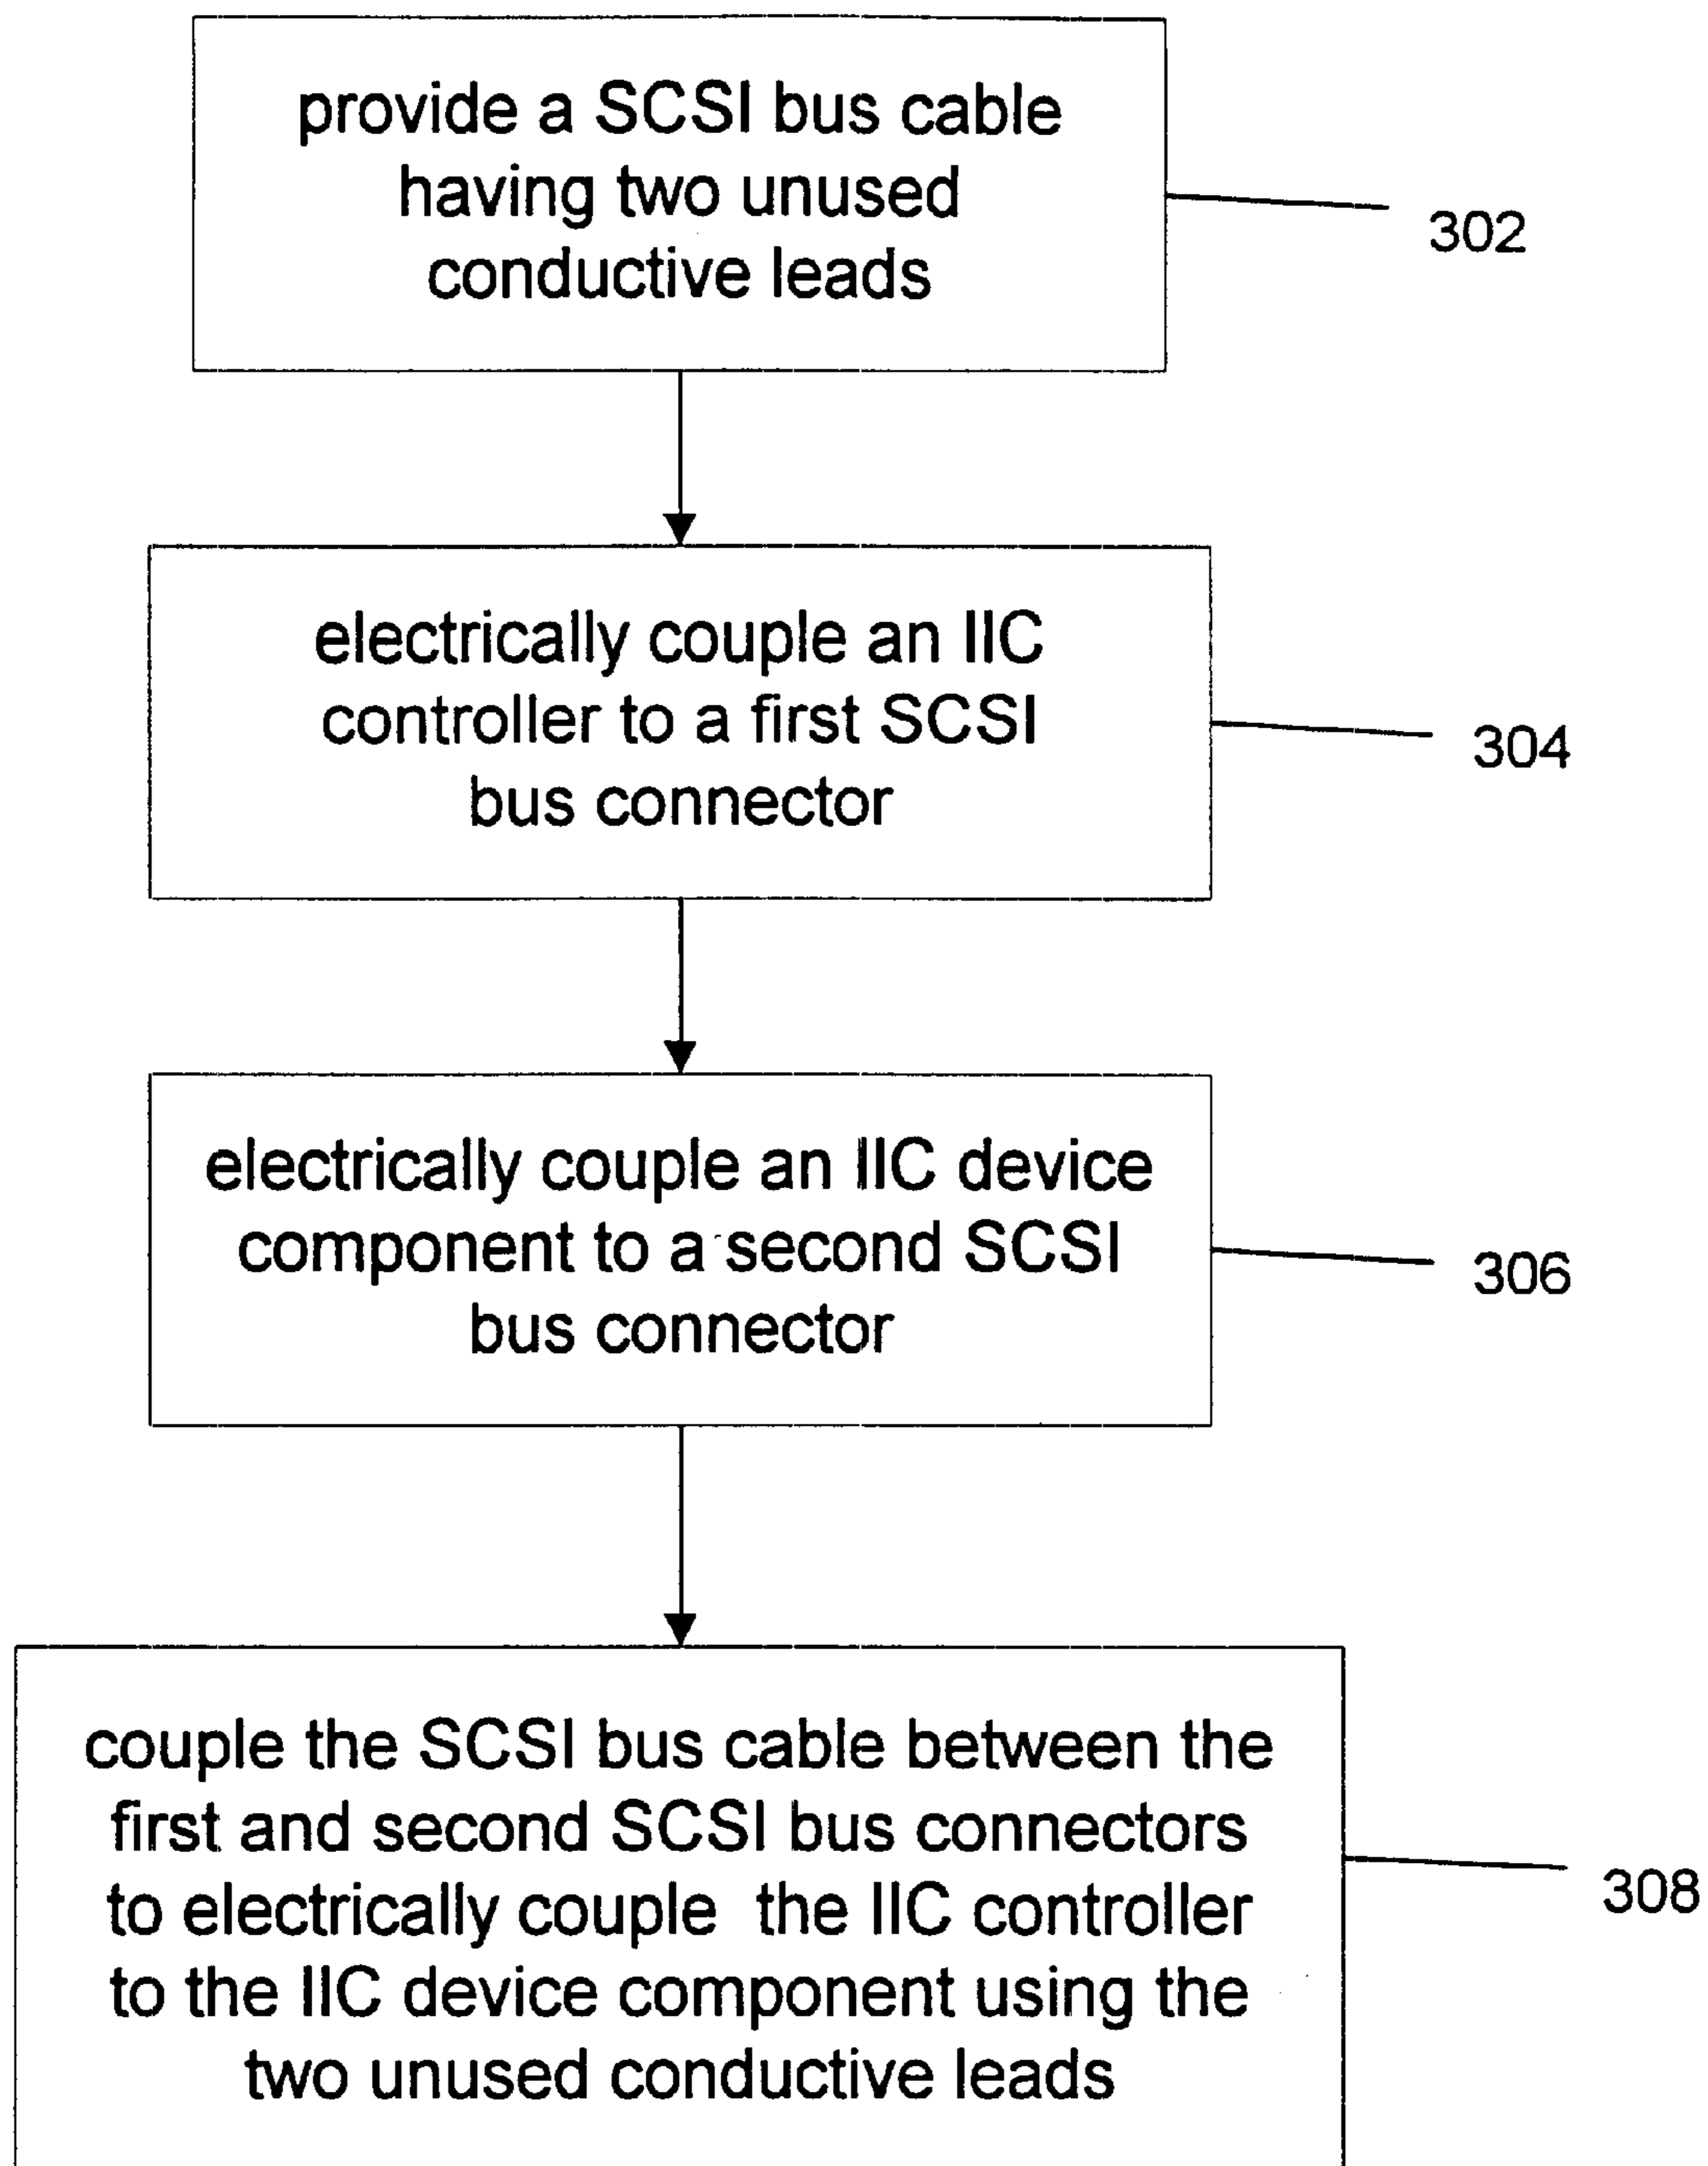 provide a SCSI bus cable
having two unused
conductive leads
302
electrically couple an IIC
controller to a first SCSI
bus connector
304
electrically couple an IIC device
component to a second SCSI
bus connector
306
couple the SCSI bus cable between the
first and second SCSI bus connectors
to electrically couple the IIC controller
to the IIC device component using the
two unused conductive leads
308